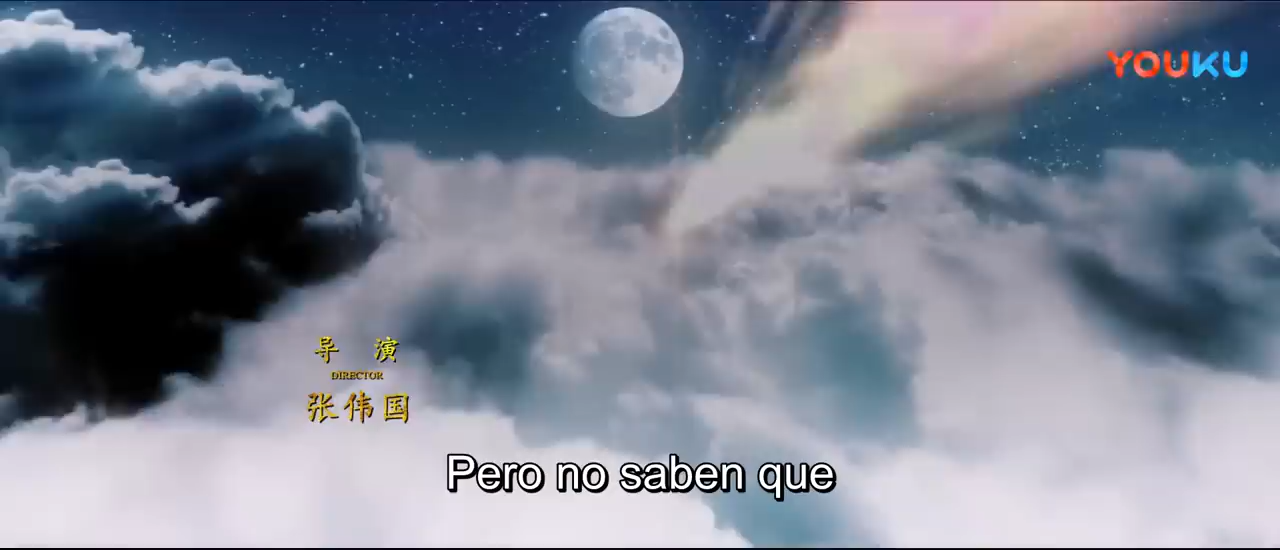 YOUKU
导 演
DIRECTOR
张伟国
Pero no saben que